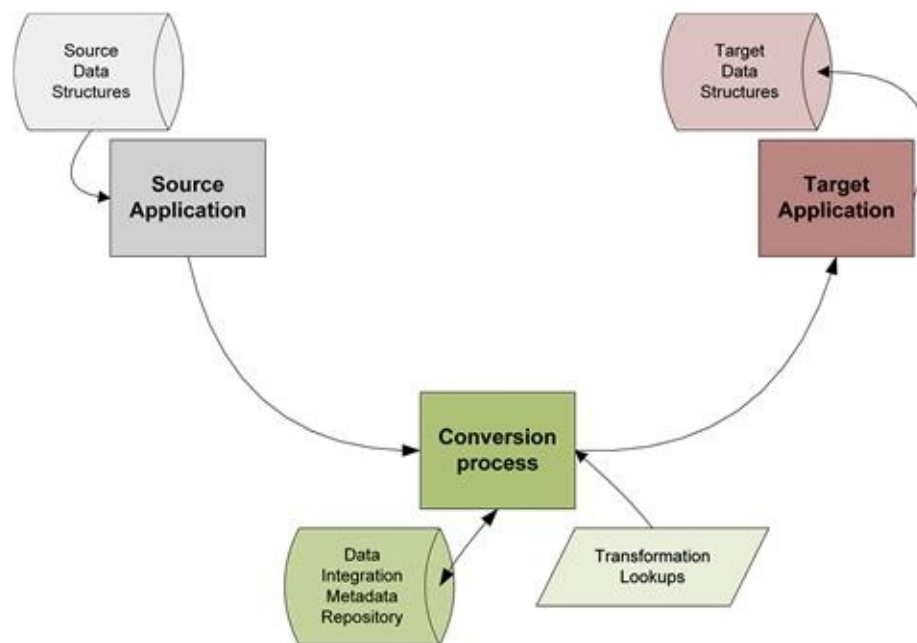 Source
Data
Structures
Target
Data
Structures
Source
Application
Target
Application
Conversion
process
Data
Integration
Metadata
Repository
Transformation
Lookups